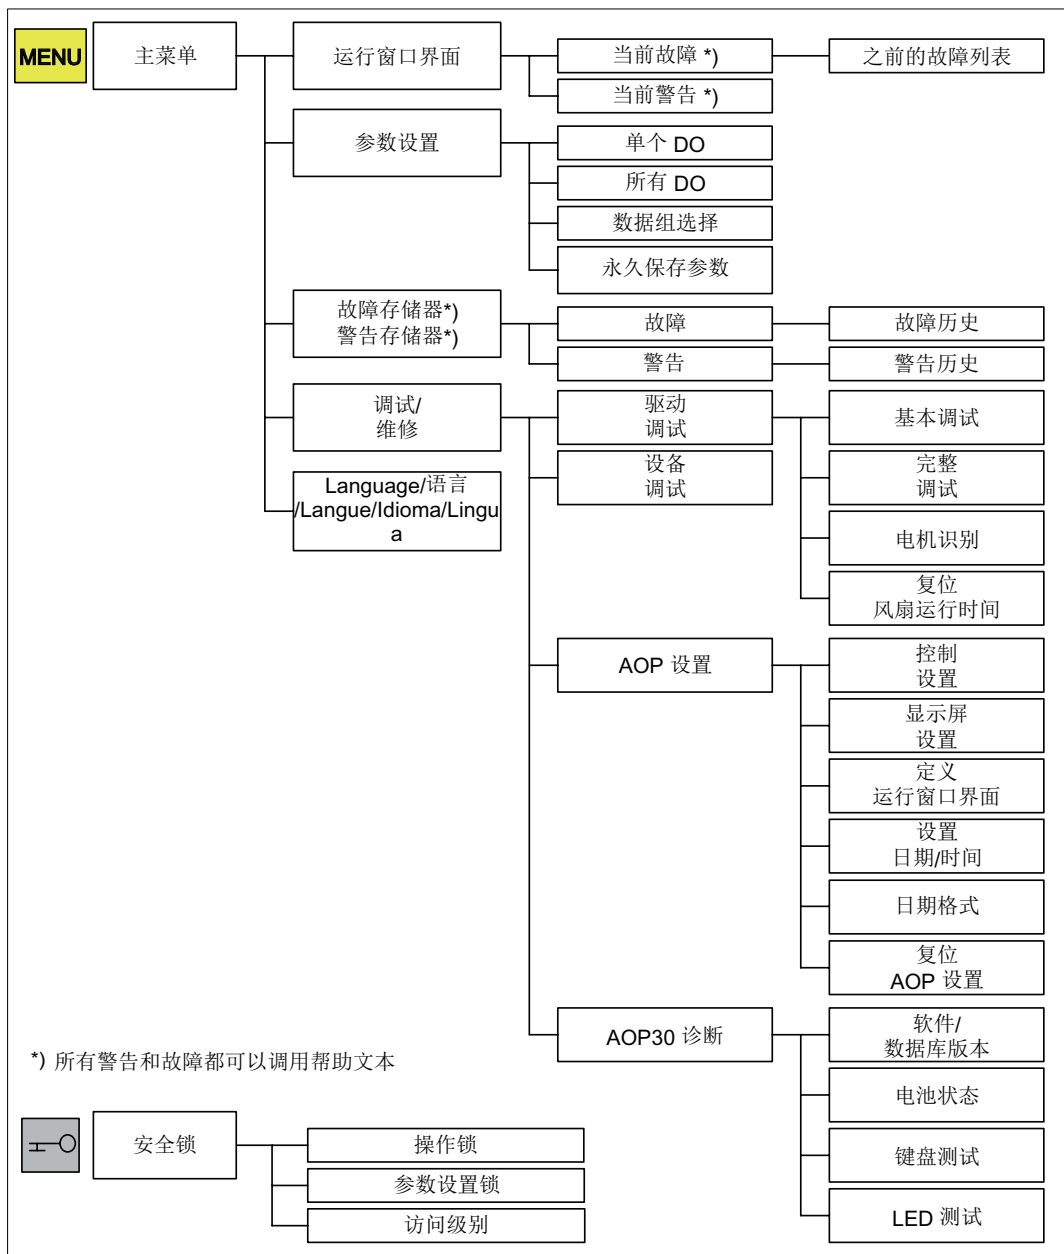 MENU
主菜单
运行窗口界面
当前故障 *)
之前的故障列表
当前警告 *)
参数设置
单个 DO
所有 DO
数据组选择
永久保存参数
故障存储器*)
警告存储器*)
故障
故障历史
警告
警告历史
调试/
维修
驱动
调试
基本调试
设备
调试
完整
调试
Language/语言
/Langue/Idioma/Lingu
a
电机识别
复位
风扇运行时间
AOP 设置
控制
设置
显示屏
设置
定义
运行窗口界面
设置
日期/时间
日期格式
复位
AOP 设置
AOP30 诊断
软件/
数据库版本
电池状态
键盘测试
LED 测试
*) 所有警告和故障都可以调用帮助文本
安全锁
操作锁
参数设置锁
访问级别